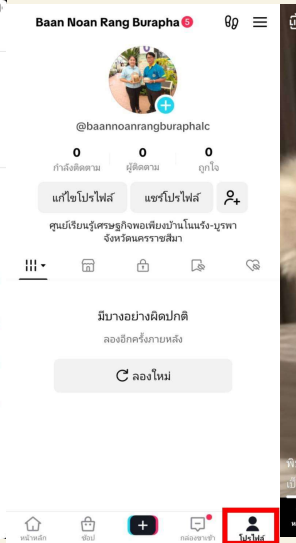 Baan Noan Rang Burapha 5
@baannoanrangburaphalc
0 0 0
กำลังติดตาม ผู้ติดตาม ถูกใจ
แก้ไขโปรไฟล์ แชร์โปรไฟล์
ศูนย์เรียนรู้เศรษฐกิจพอเพียงบ้านโนนรัง-บูรพา
จังหวัดนครราชสีมา
มีบางอย่างผิดปกติ
ลองอีกครั้งภายหลัง
ลองใหม่
หน้าหลัก ช้อป กล่องขาเข้า โปรไฟล์